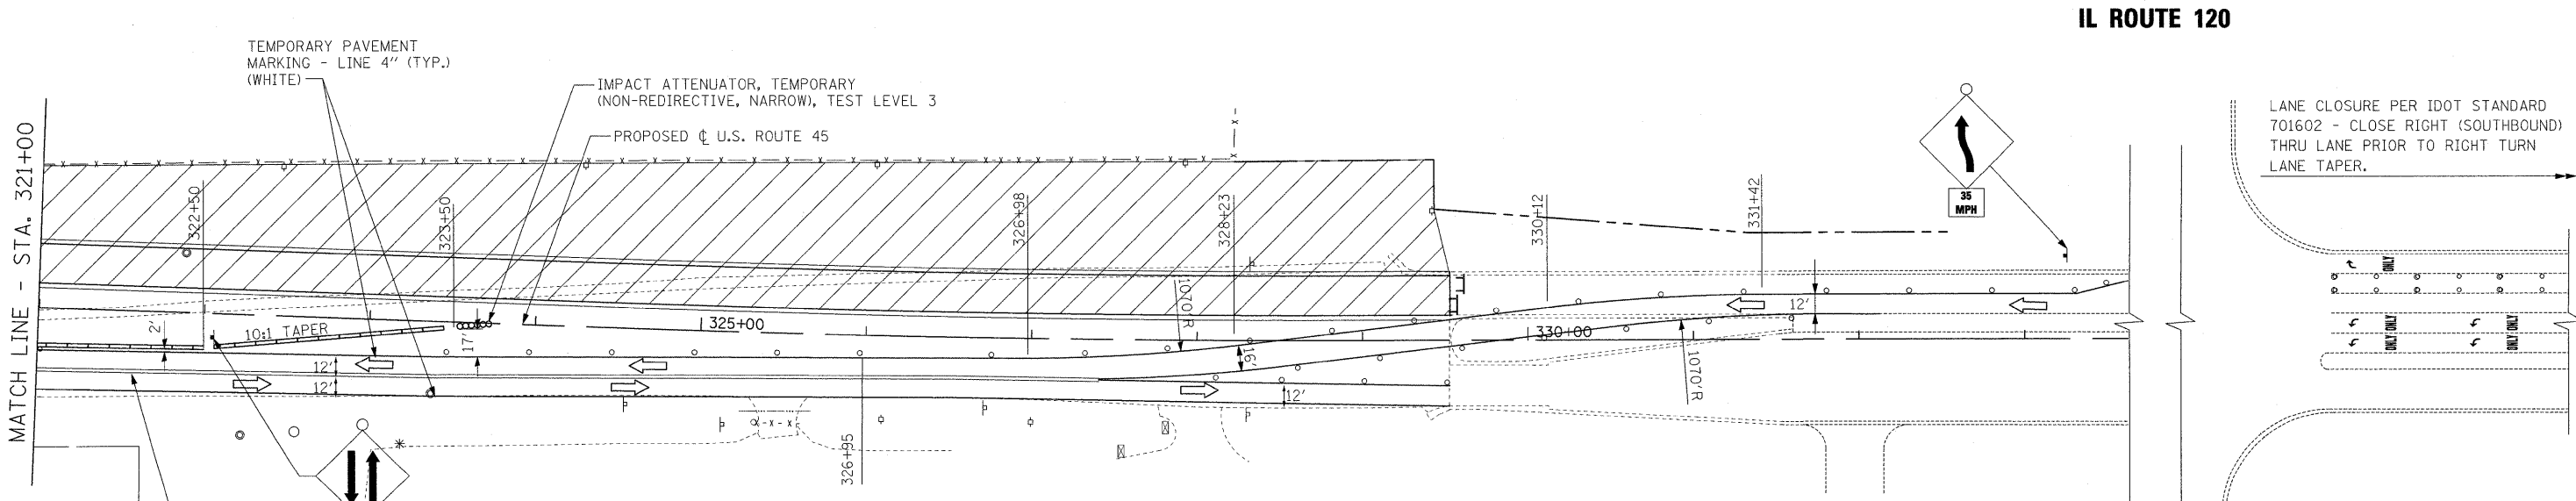 IL ROUTE 120
TEMPORARY PAVEMENT
MARKING - LINE 4" (TYP.)
(WHITE)
IMPACT ATTENUATOR, TEMPORARY
(NON-REDIRECTIVE, NARROW), TEST LEVEL 3
PROPOSED ℄ U.S. ROUTE 45
LANE CLOSURE PER IDOT STANDARD
701602 - CLOSE RIGHT (SOUTHBOUND)
THRU LANE PRIOR TO RIGHT TURN
LANE TAPER.
MATCH LINE - STA. 321+00
322+50
323+50
326+98
328+23
330+12
331+42
35
MPH
2'
10:1 TAPER
17'
325+00
1070'R
330+00
12'
ONLY
12'
12'
16'
12'
1070'R
ONLY
ONLY
ONLY
ONLY
326+95